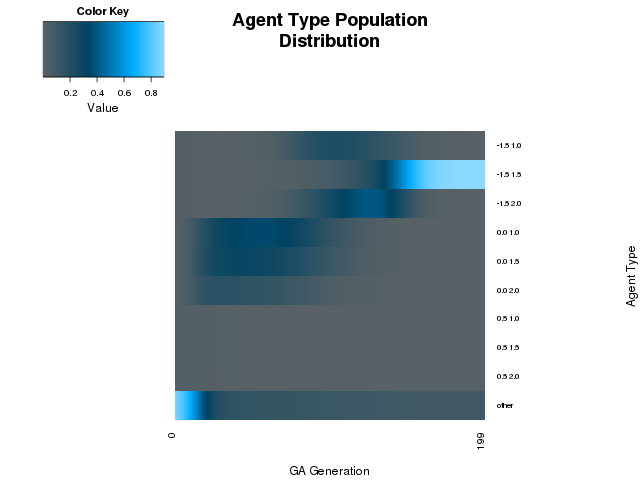 Color Key
0.2 0.4 0.6 0.8
Value
Agent Type Population
Distribution
-1.5 1.0
-1.5 1.5
-1.5 2.0
0.0 1.0
0.0 1.5
0.0 2.0
0.5 1.0
0.5 1.5
0.5 2.0
other
Agent Type
0 199
GA Generation